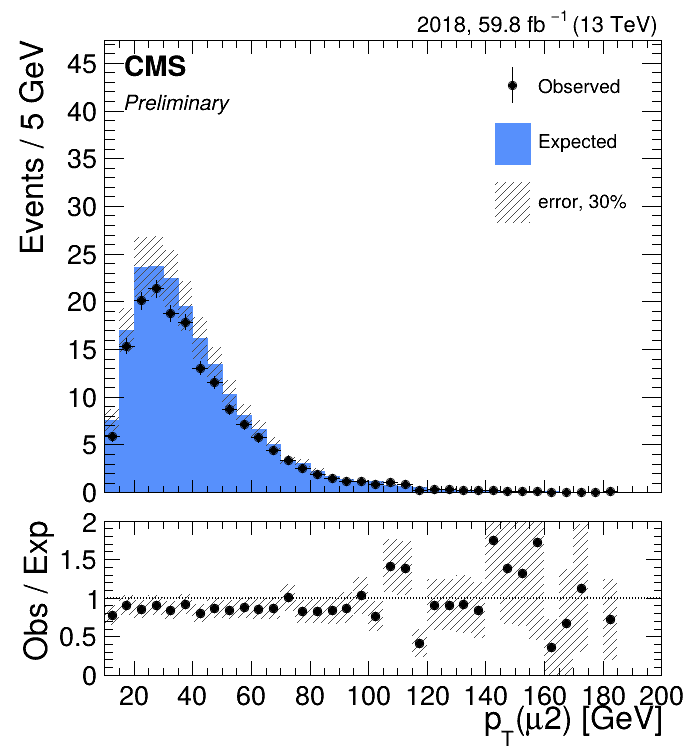 2018, 59.8 fb⁻¹ (13 TeV)
CMS
Preliminary
Observed
Expected
error, 30%
Events / 5 GeV
45
40
35
30
25
20
15
10
5
0
Obs / Exp
2
1.5
1
0.5
0
20 40 60 80 100 120 140 160 180 200
p_T(μ2) [GeV]